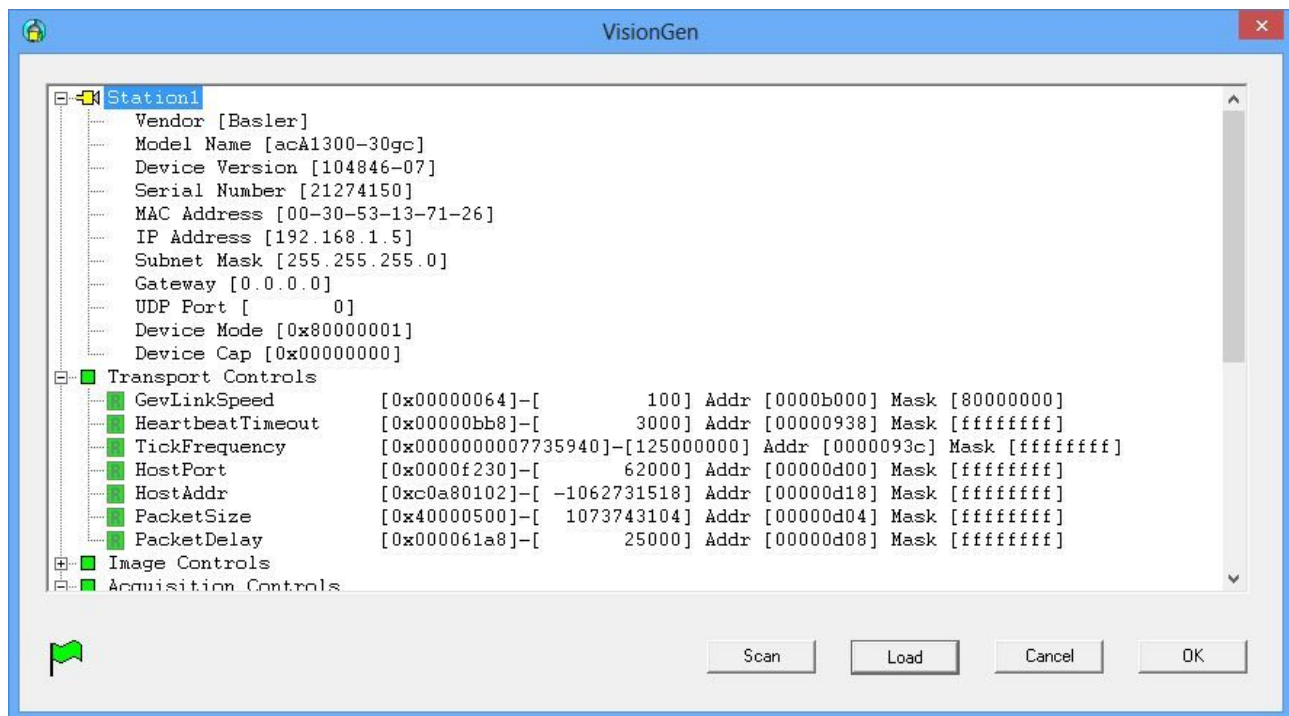 VisionGen
Station1
Vendor [Basler]
Model Name [acA1300-30gc]
Device Version [104846-07]
Serial Number [21274150]
MAC Address [00-30-53-13-71-26]
IP Address [192.168.1.5]
Subnet Mask [255.255.255.0]
Gateway [0.0.0.0]
UDP Port [       0]
Device Mode [0x80000001]
Device Cap [0x00000000]
Transport Controls
R GevLinkSpeed [0x00000064]-[        100] Addr [0000b000] Mask [80000000]
R HeartbeatTimeout [0x00000bb8]-[       3000] Addr [00000938] Mask [ffffffff]
R TickFrequency [0x0000000007735940]-[125000000] Addr [0000093c] Mask [ffffffff]
R HostPort [0x0000f230]-[      62000] Addr [00000d00] Mask [ffffffff]
R HostAddr [0xc0a80102]-[ -1062731518] Addr [00000d18] Mask [ffffffff]
R PacketSize [0x40000500]-[  1073743104] Addr [00000d04] Mask [ffffffff]
R PacketDelay [0x000061a8]-[      25000] Addr [00000d08] Mask [ffffffff]
Image Controls
Acquisition Controls
Scan Load Cancel OK